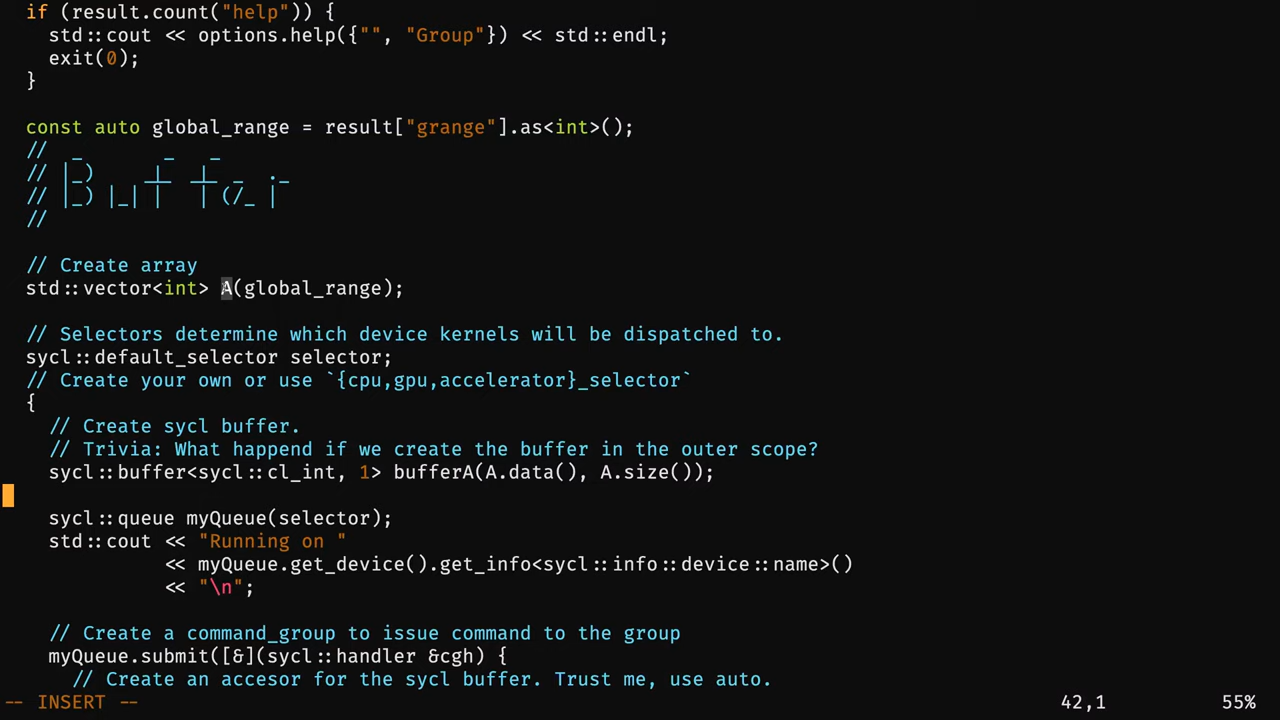 if (result.count("help")) {
  std::cout << options.help({"", "Group"}) << std::endl;
  exit(0);
}
const auto global_range = result["grange"].as<int>();
//  _       _   _
// |_)     _|_ _|_ _  ._
// |_) |_|  |   | (/_ |
//
// Create array
std::vector<int> A(global_range);
// Selectors determine which device kernels will be dispatched to.
sycl::default_selector selector;
// Create your own or use `{cpu,gpu,accelerator}_selector`
{
  // Create sycl buffer.
  // Trivia: What happend if we create the buffer in the outer scope?
  sycl::buffer<sycl::cl_int, 1> bufferA(A.data(), A.size());
  sycl::queue myQueue(selector);
  std::cout << "Running on "
            << myQueue.get_device().get_info<sycl::info::device::name>()
            << "\n";
  // Create a command_group to issue command to the group
  myQueue.submit([&](sycl::handler &cgh) {
    // Create an accesor for the sycl buffer. Trust me, use auto.
-- INSERT -- 42,1 55%